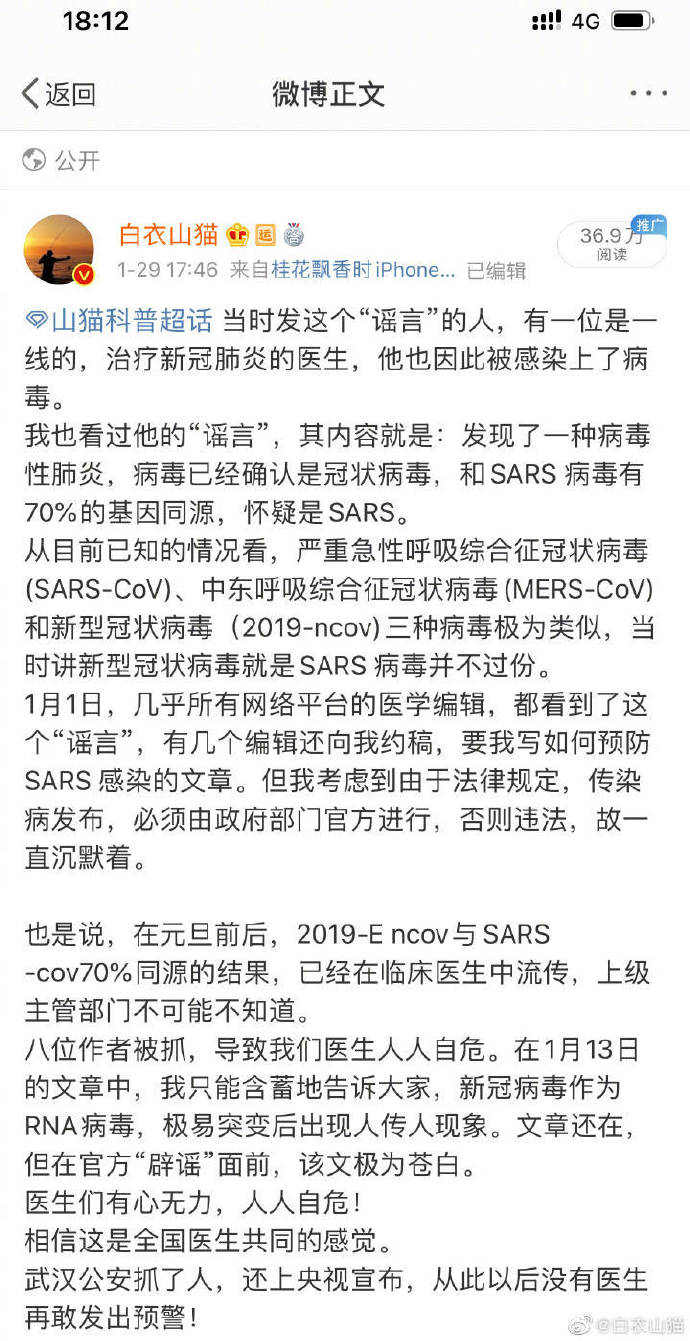 18:12
4G
返回
微博正文
公开
白衣山猫
运
36.9万
推广
阅读
1-29 17:46 来自桂花飘香时iPhone... 已编辑
山猫科普超话 当时发这个“谣言”的人，有一位是一
线的，治疗新冠肺炎的医生，他也因此被感染上了病
毒。
我也看过他的“谣言”，其内容就是：发现了一种病毒
性肺炎，病毒已经确认是冠状病毒，和SARS 病毒有
70%的基因同源，怀疑是SARS。
从目前已知的情况看，严重急性呼吸综合征冠状病毒
(SARS-CoV)、中东呼吸综合征冠状病毒(MERS-CoV)
和新型冠状病毒（2019-ncov)三种病毒极为类似，当
时讲新型冠状病毒就是SARS 病毒并不过份。
1月1日，几乎所有网络平台的医学编辑，都看到了这
个“谣言”，有几个编辑还向我约稿，要我写如何预防
SARS 感染的文章。但我考虑到由于法律规定，传染
病发布，必须由政府部门官方进行，否则违法，故一
直沉默着。
也是说，在元旦前后，2019-E ncov与SARS
-cov70%同源的结果，已经在临床医生中流传，上级
主管部门不可能不知道。
八位作者被抓，导致我们医生人人自危。在1月13日
的文章中，我只能含蓄地告诉大家，新冠病毒作为
RNA病毒，极易突变后出现人传人现象。文章还在，
但在官方“辟谣”面前，该文极为苍白。
医生们有心无力，人人自危！
相信这是全国医生共同的感觉。
武汉公安抓了人，还上央视宣布，从此以后没有医生
再敢发出预警！
@白衣山猫